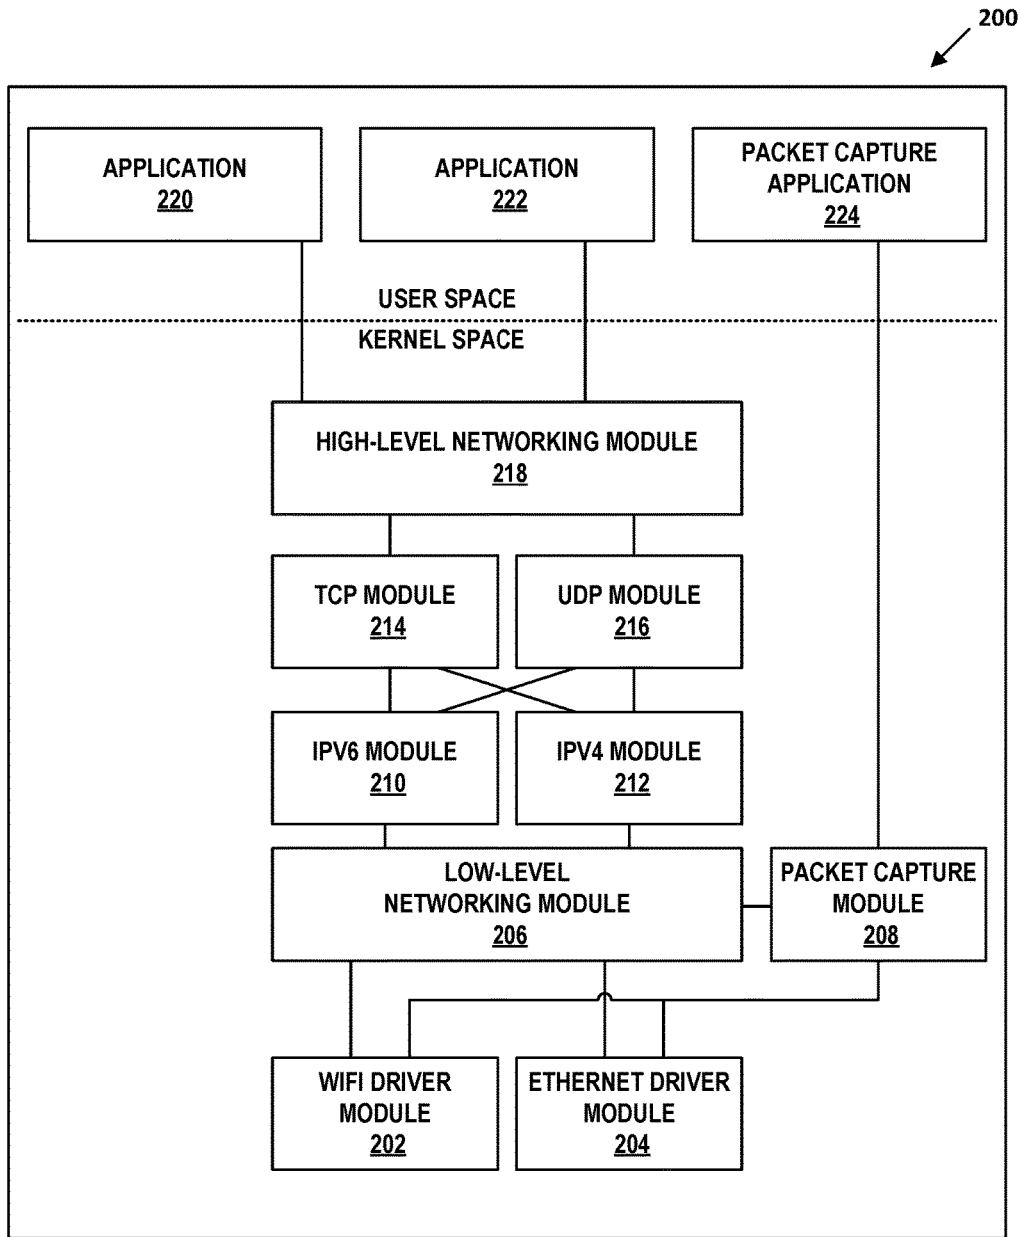 200
APPLICATION
220
APPLICATION
222
PACKET CAPTURE
APPLICATION
224
USER SPACE
KERNEL SPACE
HIGH-LEVEL NETWORKING MODULE
218
TCP MODULE
214
UDP MODULE
216
IPV6 MODULE
210
IPV4 MODULE
212
LOW-LEVEL
NETWORKING MODULE
206
PACKET CAPTURE
MODULE
208
WIFI DRIVER
MODULE
202
ETHERNET DRIVER
MODULE
204